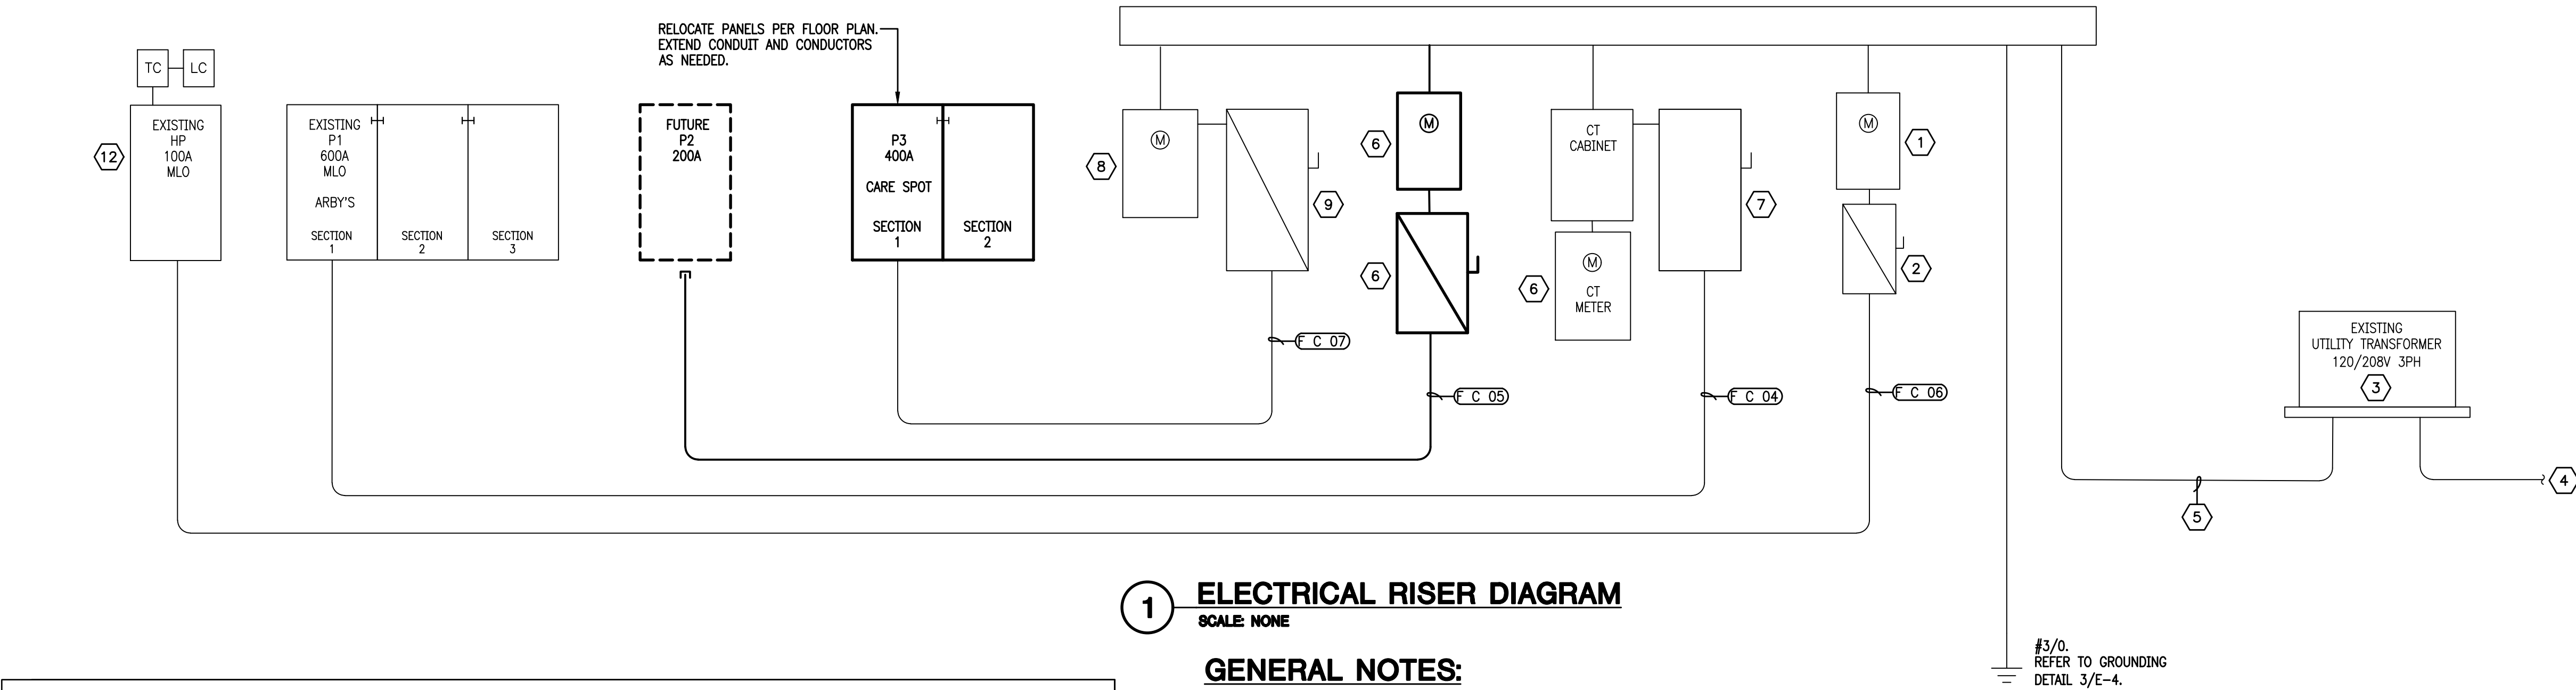 RELOCATE PANELS PER FLOOR PLAN.
EXTEND CONDUIT AND CONDUCTORS
AS NEEDED.
TC
LC
12
EXISTING
HP
100A
MLO
EXISTING
P1
600A
MLO
ARBY'S
SECTION
1
SECTION
2
SECTION
3
FUTURE
P2
200A
P3
400A
CARE SPOT
SECTION
1
SECTION
2
8
M
9
F C 07
6
M
6
F C 05
CT
CABINET
6
M
CT
METER
7
F C 04
M
1
2
F C 06
EXISTING
UTILITY TRANSFORMER
120/208V 3PH
3
4
5
1
ELECTRICAL RISER DIAGRAM
SCALE: NONE
GENERAL NOTES:
#3/0.
REFER TO GROUNDING
DETAIL 3/E-4.